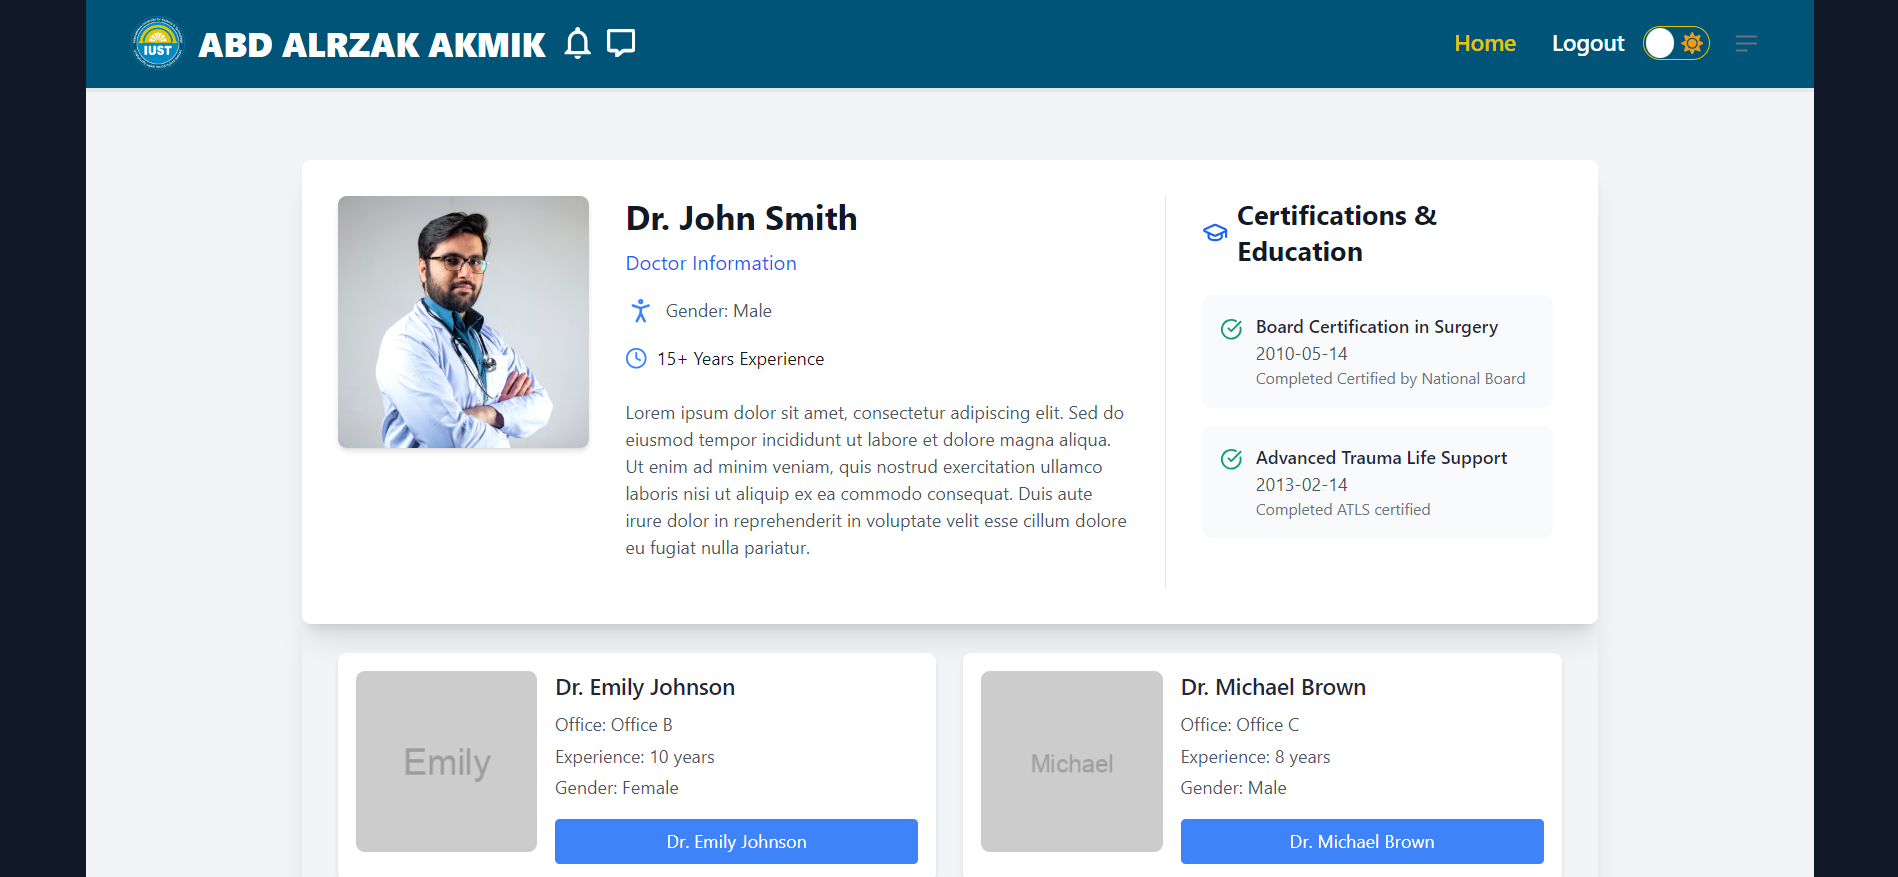 IUST
ABD ALRZAK AKMIK
Home
Logout
Dr. John Smith
Doctor Information
Gender: Male
15+ Years Experience
Lorem ipsum dolor sit amet, consectetur adipiscing elit. Sed do
eiusmod tempor incididunt ut labore et dolore magna aliqua.
Ut enim ad minim veniam, quis nostrud exercitation ullamco
laboris nisi ut aliquip ex ea commodo consequat. Duis aute
irure dolor in reprehenderit in voluptate velit esse cillum dolore
eu fugiat nulla pariatur.
Certifications &
Education
Board Certification in Surgery
2010-05-14
Completed Certified by National Board
Advanced Trauma Life Support
2013-02-14
Completed ATLS certified
Emily
Dr. Emily Johnson
Office: Office B
Experience: 10 years
Gender: Female
Dr. Emily Johnson
Michael
Dr. Michael Brown
Office: Office C
Experience: 8 years
Gender: Male
Dr. Michael Brown